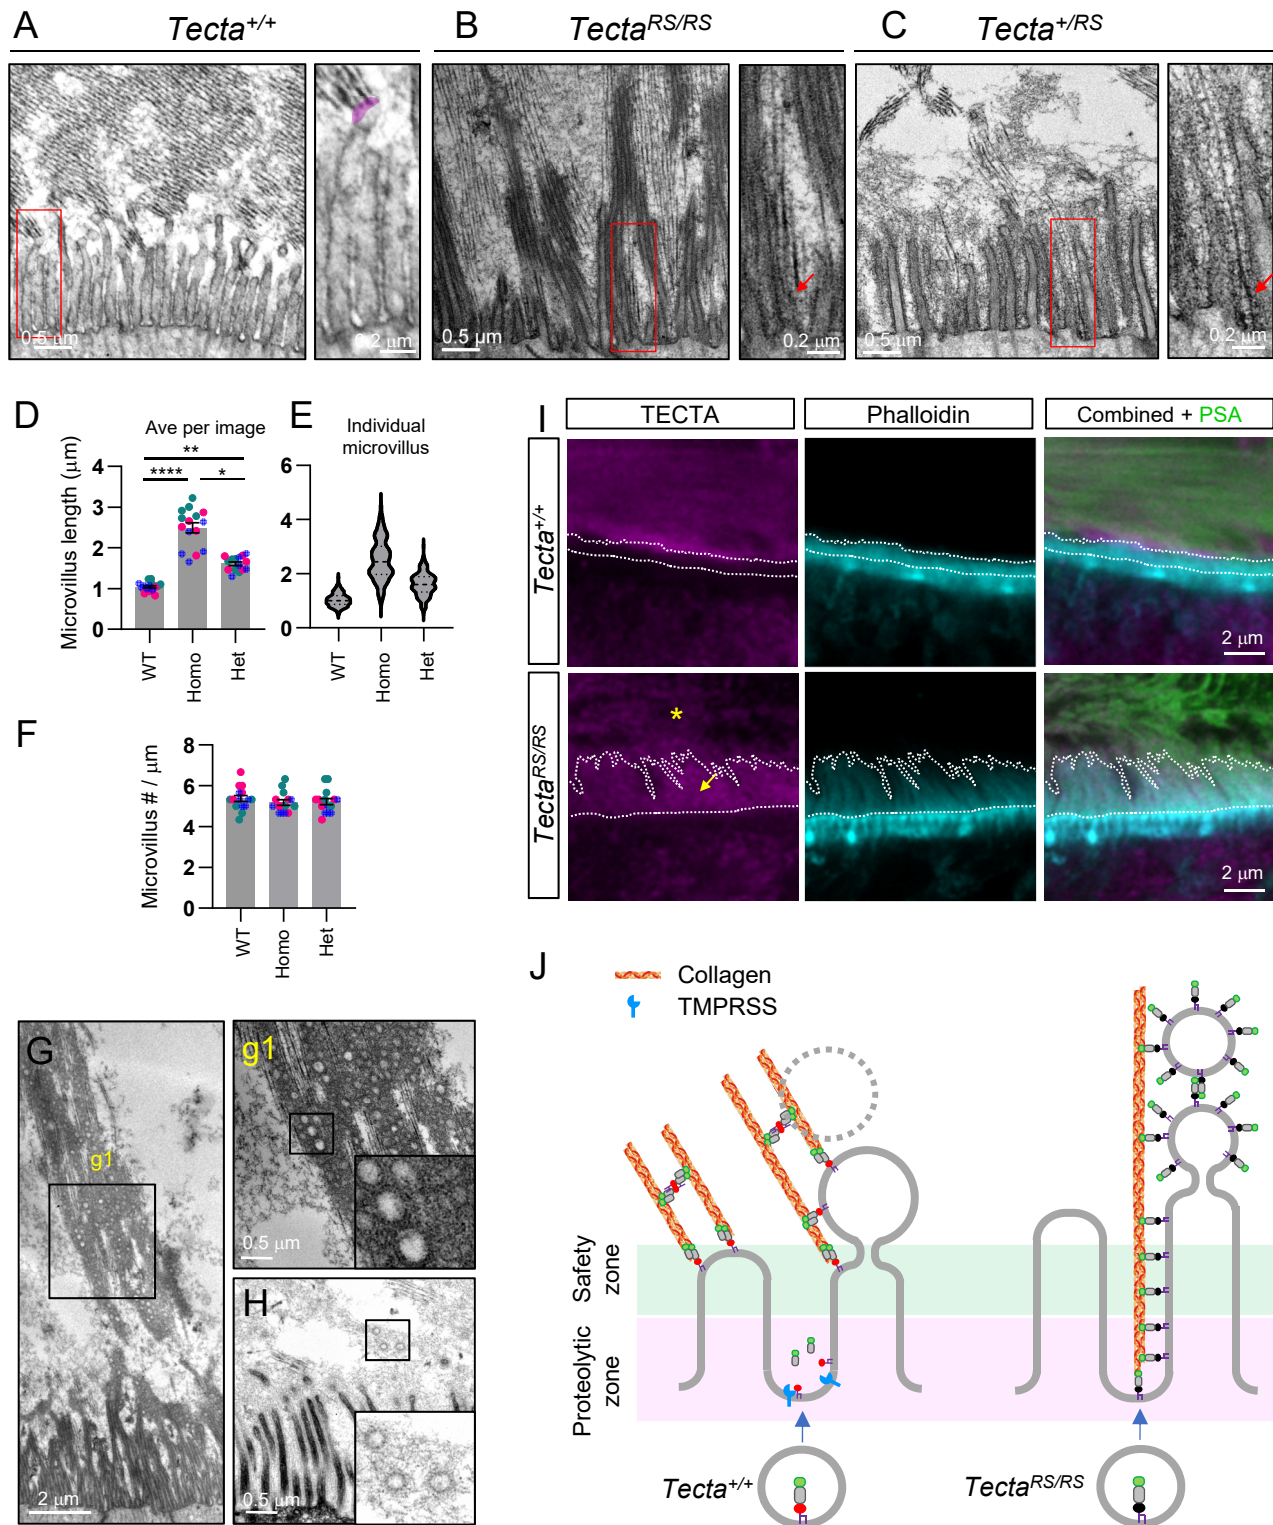 A
Tecta+/+
B
TectaRS/RS
C
Tecta+/RS
0.5 µm
0.2 µm
0.5 µm
0.2 µm
0.5 µm
0.2 µm
D
Ave per image
**
****
*
Microvillus length (µm)
4
3
2
1
0
WT
Homo
Het
E
Individual
microvillus
6
4
2
0
WT
Homo
Het
F
Microvillus # / µm
8
6
4
2
0
WT
Homo
Het
I
TECTA
Phalloidin
Combined + PSA
Tecta+/+
2 µm
TectaRS/RS
*
2 µm
G
g1
2 µm
g1
0.5 µm
H
0.5 µm
J
Collagen
TMPRSS
Safety
zone
Proteolytic
zone
Tecta+/+
TectaRS/RS